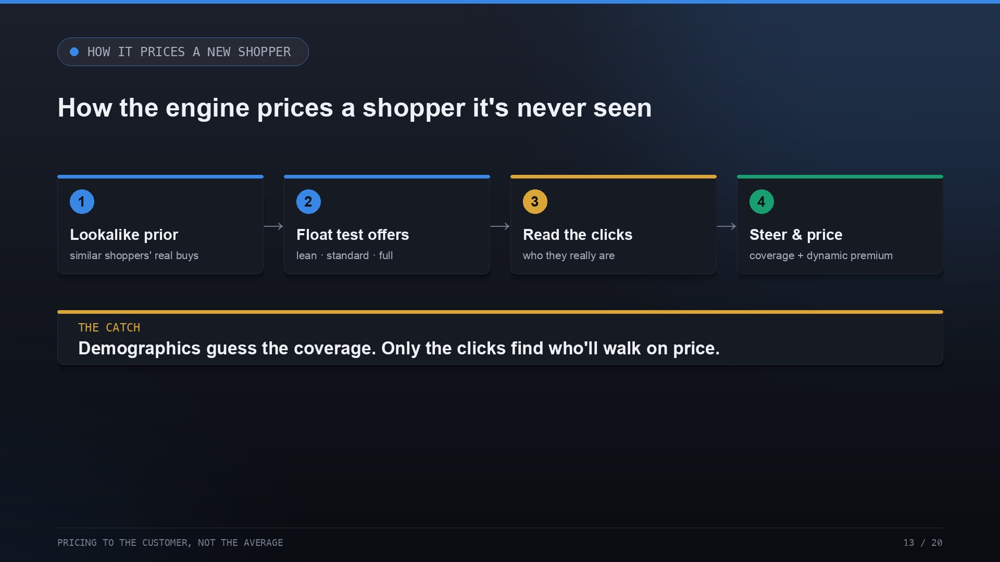 HOW IT PRICES A NEW SHOPPER
How the engine prices a shopper it's never seen
1
Lookalike prior
similar shoppers' real buys
→
2
Float test offers
lean · standard · full
→
3
Read the clicks
who they really are
→
4
Steer & price
coverage + dynamic premium
THE CATCH
Demographics guess the coverage. Only the clicks find who'll walk on price.
PRICING TO THE CUSTOMER, NOT THE AVERAGE
13 / 20